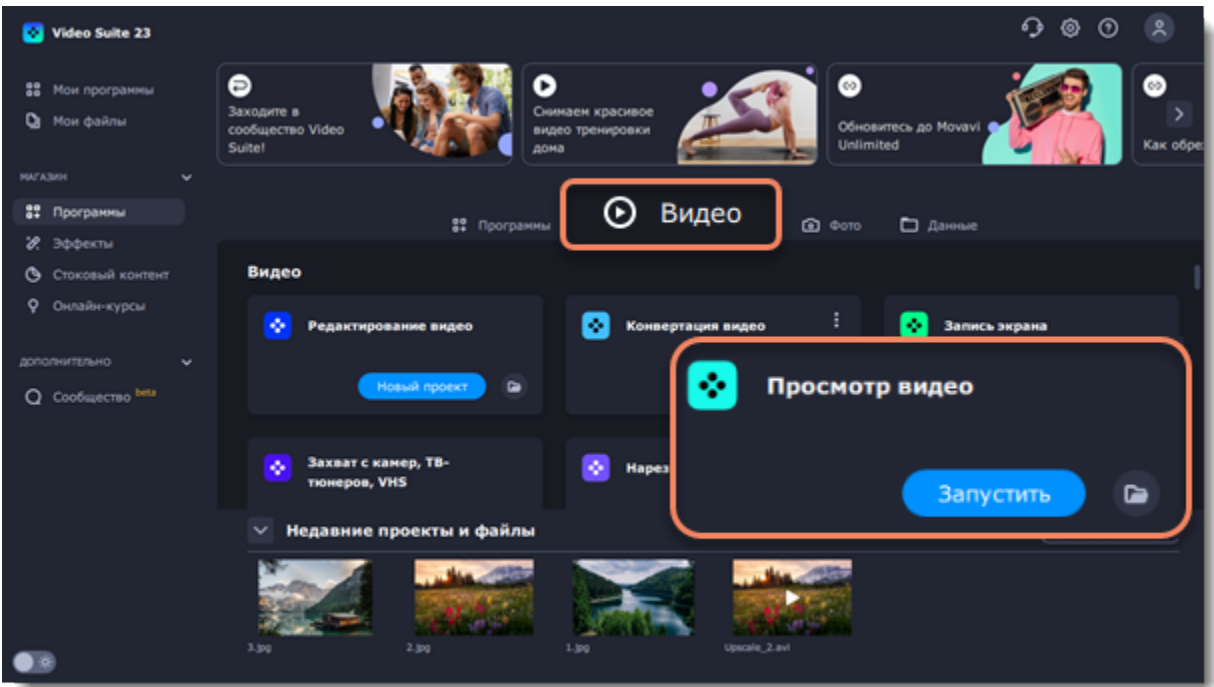 Video Suite 23
Мои программы
Мои файлы
МАГАЗИН
Программы
Эффекты
Стоковый контент
Онлайн-курсы
ДОПОЛНИТЕЛЬНО
Сообщество beta
Заходите в
сообщество Video
Suite!
Снимаем красивое
видео тренировки
дома
Обновитесь до Movavi
Unlimited
Как обре
Программы
Видео
Фото
Данные
Видео
Редактирование видео
Новый проект
Конвертация видео
Запись экрана
Просмотр видео
Запустить
Захват с камер, ТВ-
тюнеров, VHS
Нарез
Недавние проекты и файлы
3.jpg
2.jpg
1.jpg
Upscale_2.avi